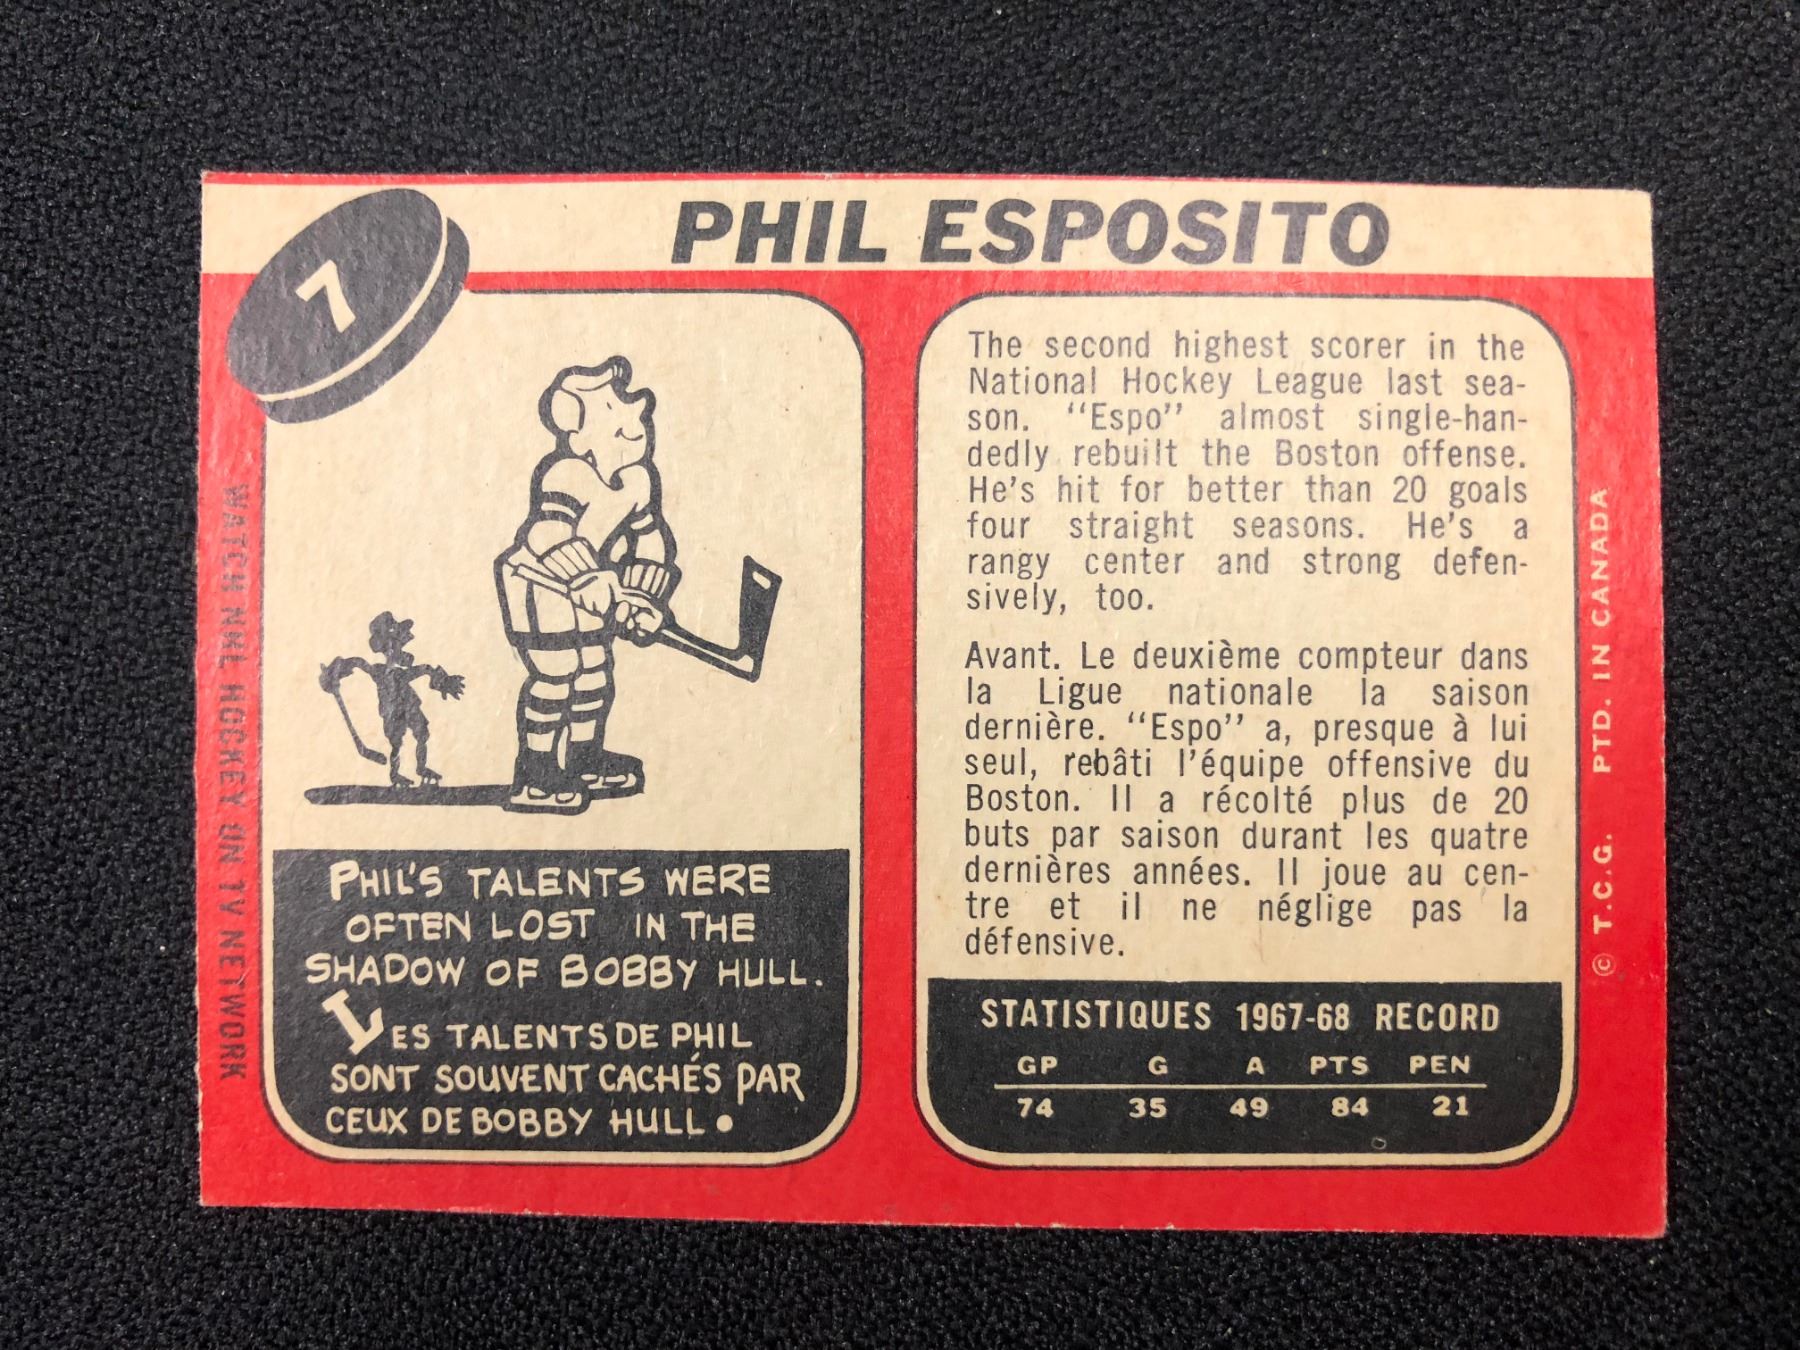 7
PHIL ESPOSITO
WATCH NHL HOCKEY ON TV NETWORK
PHIL'S TALENTS WERE
OFTEN LOST IN THE
SHADOW OF BOBBY HULL.
LES TALENTS DE PHIL
SONT SOUVENT CACHÉS PAR
CEUX DE BOBBY HULL.
The second highest scorer in the
National Hockey League last sea-
son. "Espo" almost single-han-
dedly rebuilt the Boston offense.
He's hit for better than 20 goals
four straight seasons. He's a
rangy center and strong defen-
sively, too.
Avant. Le deuxième compteur dans
la Ligue nationale la saison
dernière. "Espo" a, presque à lui
seul, rebâti l'équipe offensive du
Boston. Il a récolté plus de 20
buts par saison durant les quatre
dernières années. Il joue au cen-
tre et il ne néglige pas la
défensive.
STATISTIQUES 1967-68 RECORD
GP G A PTS PEN
74 35 49 84 21
© T.C.G. PTD. IN CANADA